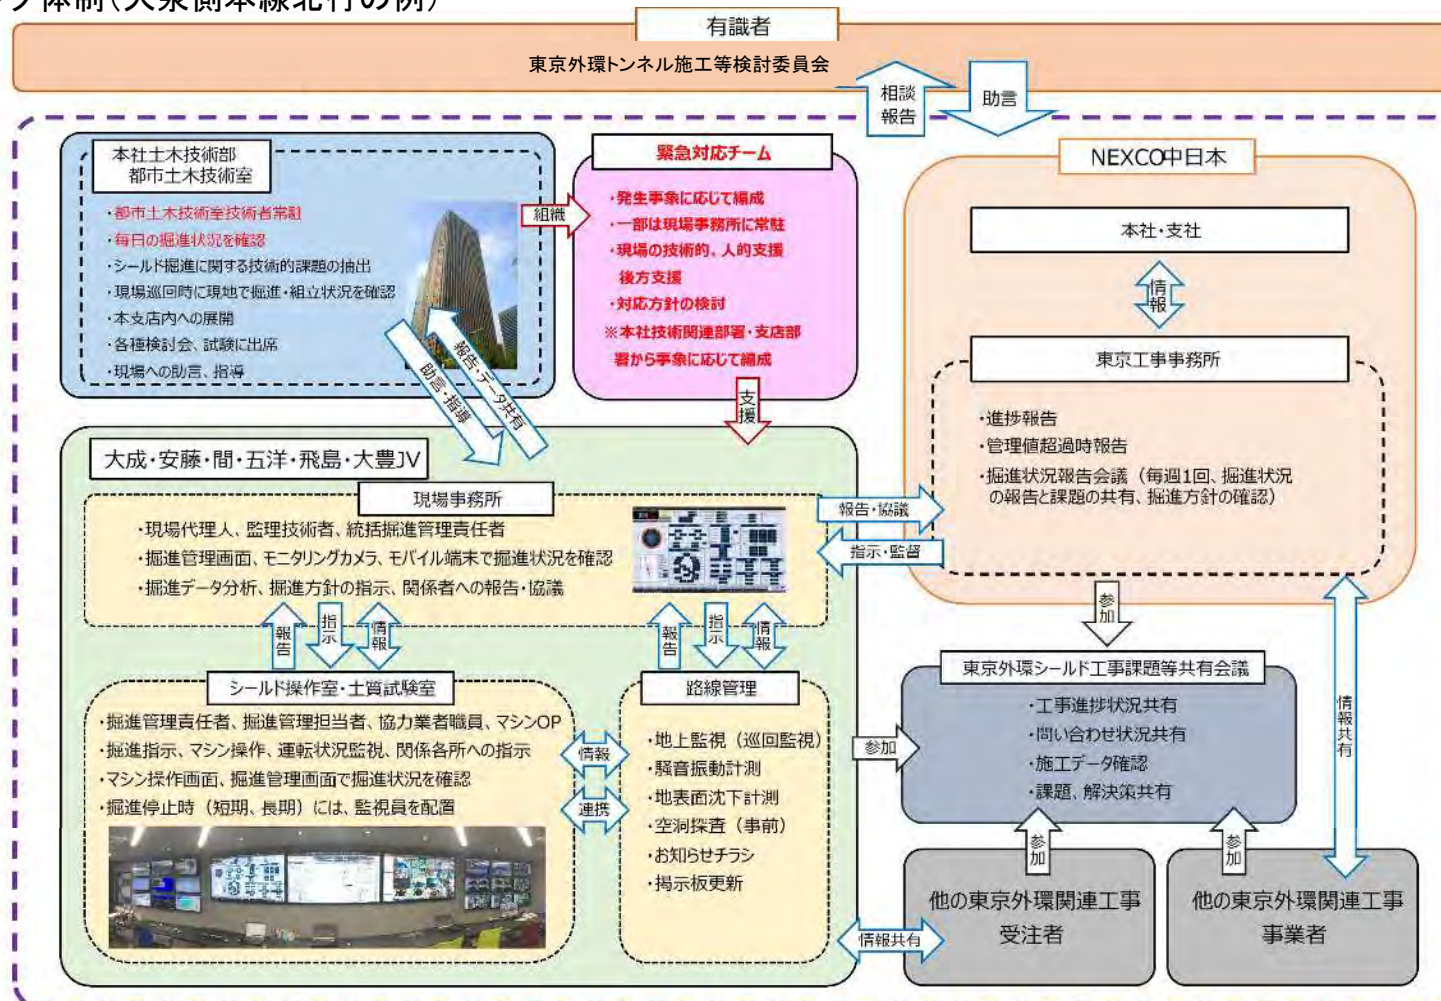 体制(大泉側本線北行の例)
有識者
東京外環トンネル施工等検討委員会
相談
報告
助言
本社土木技術部
都市土木技術室
・都市土木技術室技術者常駐
・毎日の掘進状況を確認
・シールド掘進に関する技術的課題の抽出
・現場巡回時に現地で掘進・組立状況を確認
・本支店内への展開
・各種検討会、試験に出席
・現場への助言、指導
組織
緊急対応チーム
・発生事象に応じて編成
・一部は現場事務所に常駐
・現場の技術的、人的支援
後方支援
・対応方針の検討
※本社技術関連部署・支店部
署から事象に応じて編成
NEXCO中日本
本社・支社
情報
東京工事事務所
・進捗報告
・管理値超過時報告
・掘進状況報告会議（毎週1回、掘進状況
の報告と課題の共有、掘進方針の確認）
報告・データ共有
助言・指導
支援
大成・安藤・間・五洋・飛島・大豊JV
現場事務所
・現場代理人、監理技術者、統括掘進管理責任者
・掘進管理画面、モニタリングカメラ、モバイル端末で掘進状況を確認
・掘進データ分析、掘進方針の指示、関係者への報告・協議
報告・協議
指示・監督
報告
指示
情報
報告
指示
情報
参加
シールド操作室・土質試験室
・掘進管理責任者、掘進管理担当者、協力業者職員、マシンOP
・掘進指示、マシン操作、運転状況監視、関係各所への指示
・マシン操作画面、掘進管理画面で掘進状況を確認
・掘進停止時（短期、長期）には、監視員を配置
情報
連携
路線管理
・地上監視（巡回監視）
・騒音振動計測
・地表面沈下計測
・空洞探査（事前）
・お知らせチラシ
・掲示板更新
参加
東京外環シールド工事課題等共有会議
・工事進捗状況共有
・問い合わせ状況共有
・施工データ確認
・課題、解決策共有
情報共有
参加
参加
他の東京外環関連工事
受注者
他の東京外環関連工事
事業者
情報共有